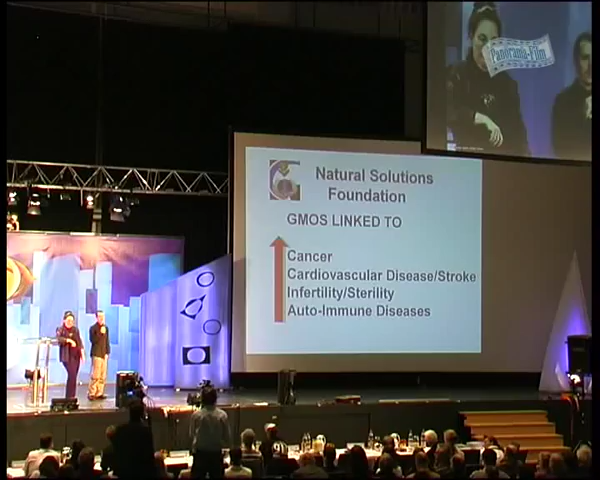 Panorama-Film
Natural Solutions
Foundation
GMOS LINKED TO
Cancer
Cardiovascular Disease/Stroke
Infertility/Sterility
Auto-Immune Diseases